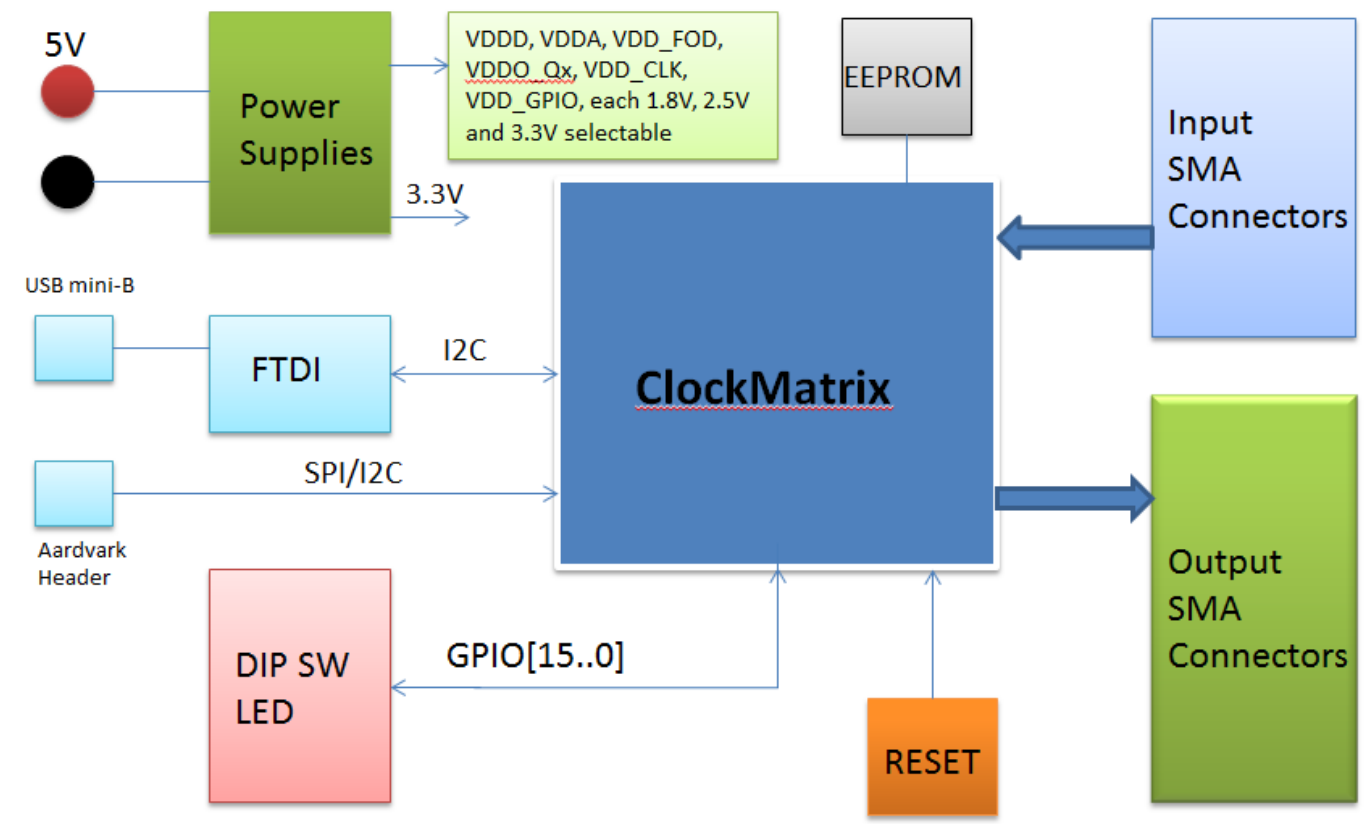 5V
Power
Supplies
VDDD, VDDA, VDD_FOD,
VDDO_Qx, VDD_CLK,
VDD_GPIO, each 1.8V, 2.5V
and 3.3V selectable
3.3V
EEPROM
Input
SMA
Connectors
USB mini-B
FTDI
I2C
ClockMatrix
SPI/I2C
Aardvark
Header
DIP SW
LED
GPIO[15..0]
RESET
Output
SMA
Connectors